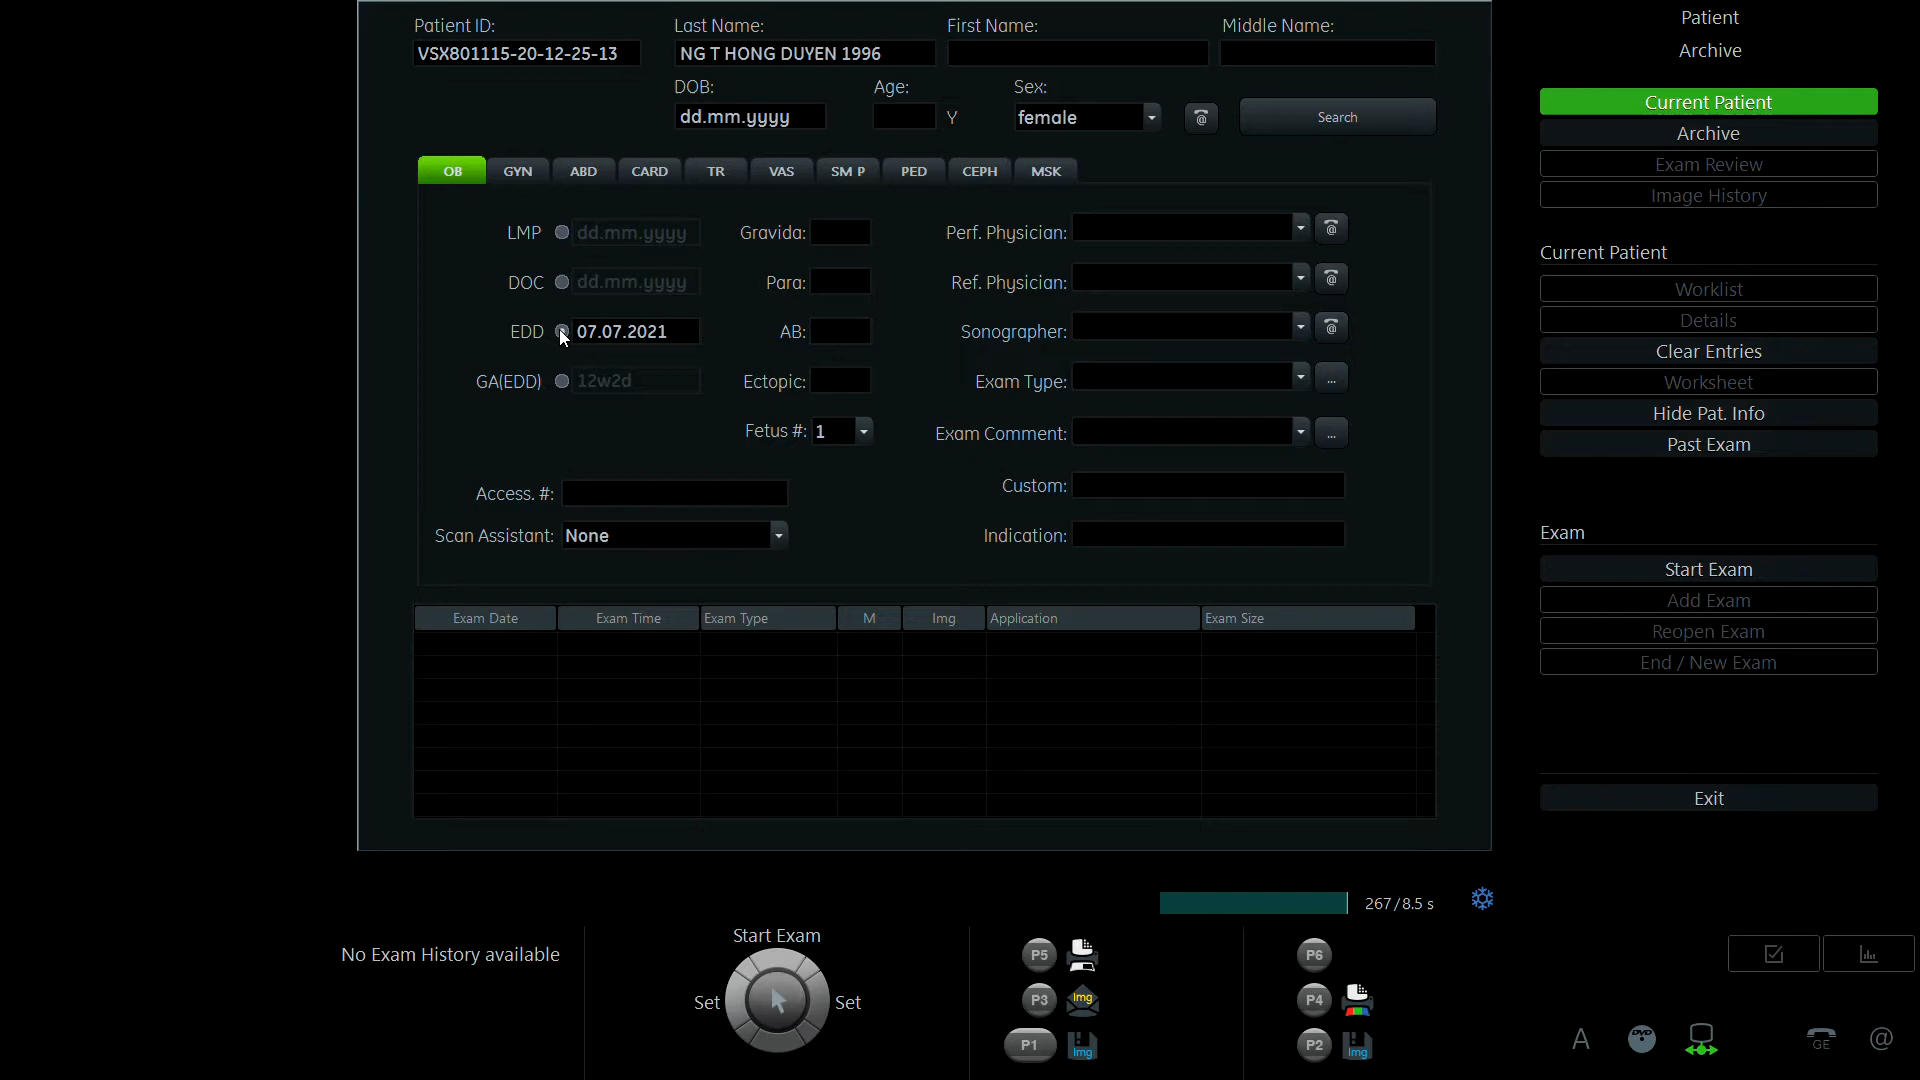 Patient ID: Last Name: First Name: Middle Name:
VSX801115-20-12-25-13 NG T HONG DUYEN 1996
DOB: Age: Sex:
dd.mm.yyyy Y female @ Search
OB GYN ABD CARD TR VAS SM P PED CEPH MSK
LMP dd.mm.yyyy Gravida: Perf. Physician: @
DOC dd.mm.yyyy Para: Ref. Physician: @
EDD 07.07.2021 AB: Sonographer: @
GA(EDD) 12w2d Ectopic: Exam Type: ...
Fetus #: 1 Exam Comment: ...
Access. #: Custom:
Scan Assistant: None Indication:
Exam Date Exam Time Exam Type M Img Application Exam Size
Patient
Archive
Current Patient
Archive
Exam Review
Image History
Current Patient
Worklist
Details
Clear Entries
Worksheet
Hide Pat. Info
Past Exam
Exam
Start Exam
Add Exam
Reopen Exam
End / New Exam
Exit
267/8.5 s
No Exam History available
Start Exam
Set Set
P5 P6
P3 Img P4
P1 Img P2 Img
A DVD GE @